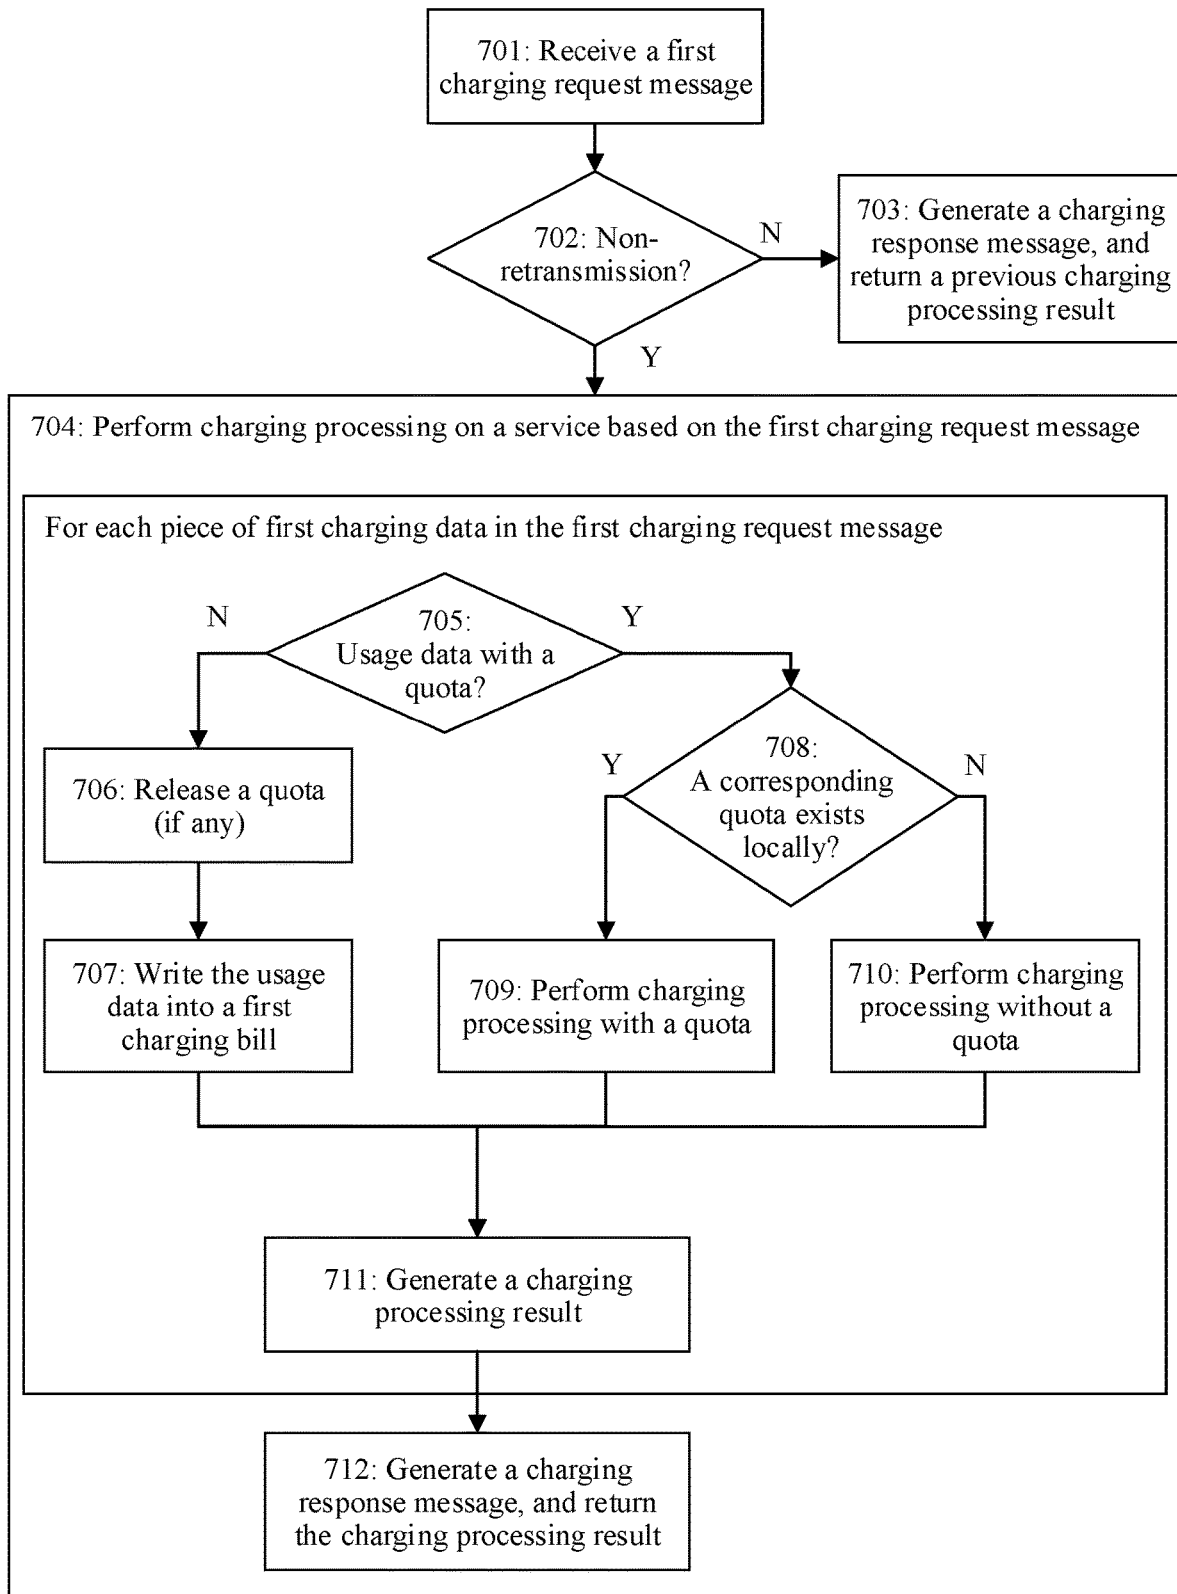 701: Receive a first
charging request message
702: Non-
retransmission?
N
703: Generate a charging
response message, and
return a previous charging
processing result
Y
704: Perform charging processing on a service based on the first charging request message
For each piece of first charging data in the first charging request message
N
705:
Usage data with a
quota?
Y
706: Release a quota
(if any)
Y
708:
A corresponding
quota exists
locally?
N
707: Write the usage
data into a first
charging bill
709: Perform charging
processing with a quota
710: Perform charging
processing without a
quota
711: Generate a charging
processing result
712: Generate a charging
response message, and return
the charging processing result